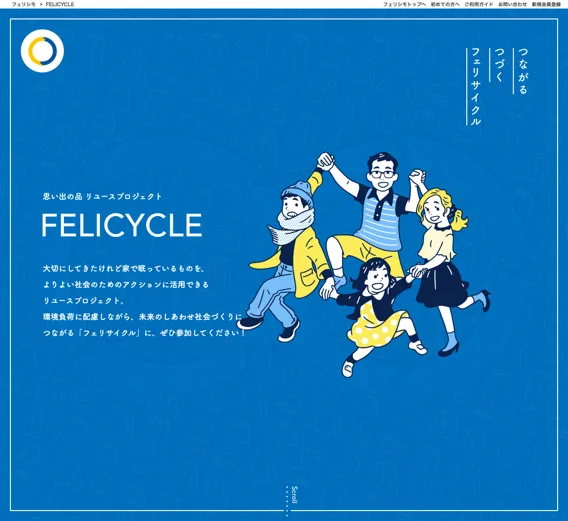 フェリシモ > FELICYCLE
フェリシモトップへ 初めての方へ ご利用ガイド お問い合わせ 新規会員登録
つながる
つづく
フェリサイクル
思い出の品 リユースプロジェクト
FELICYCLE
大切にしてきたけれど家で眠っているものを、
よりよい社会のためのアクションに活用できる
リユースプロジェクト。
環境負荷に配慮しながら、未来のしあわせ社会づくりに
つながる「フェリサイクル」に、ぜひ参加してください！
Scroll